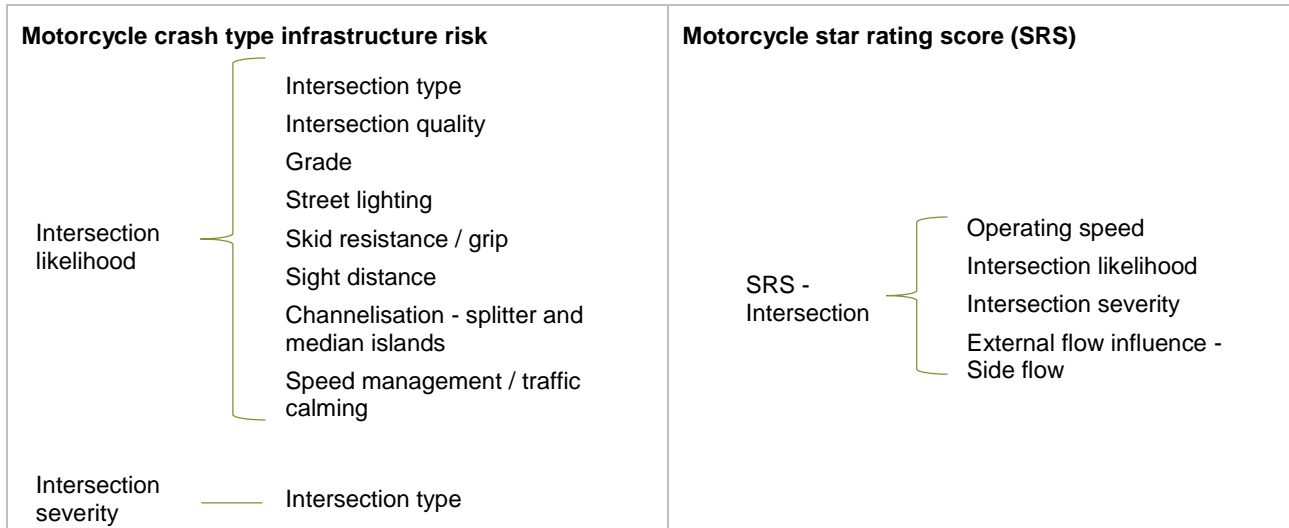 Motorcycle crash type infrastructure risk
Intersection likelihood
Intersection type
Intersection quality
Grade
Street lighting
Skid resistance / grip
Sight distance
Channelisation - splitter and
median islands
Speed management / traffic
calming
Intersection
severity
Intersection type
Motorcycle star rating score (SRS)
SRS -
Intersection
Operating speed
Intersection likelihood
Intersection severity
External flow influence -
Side flow